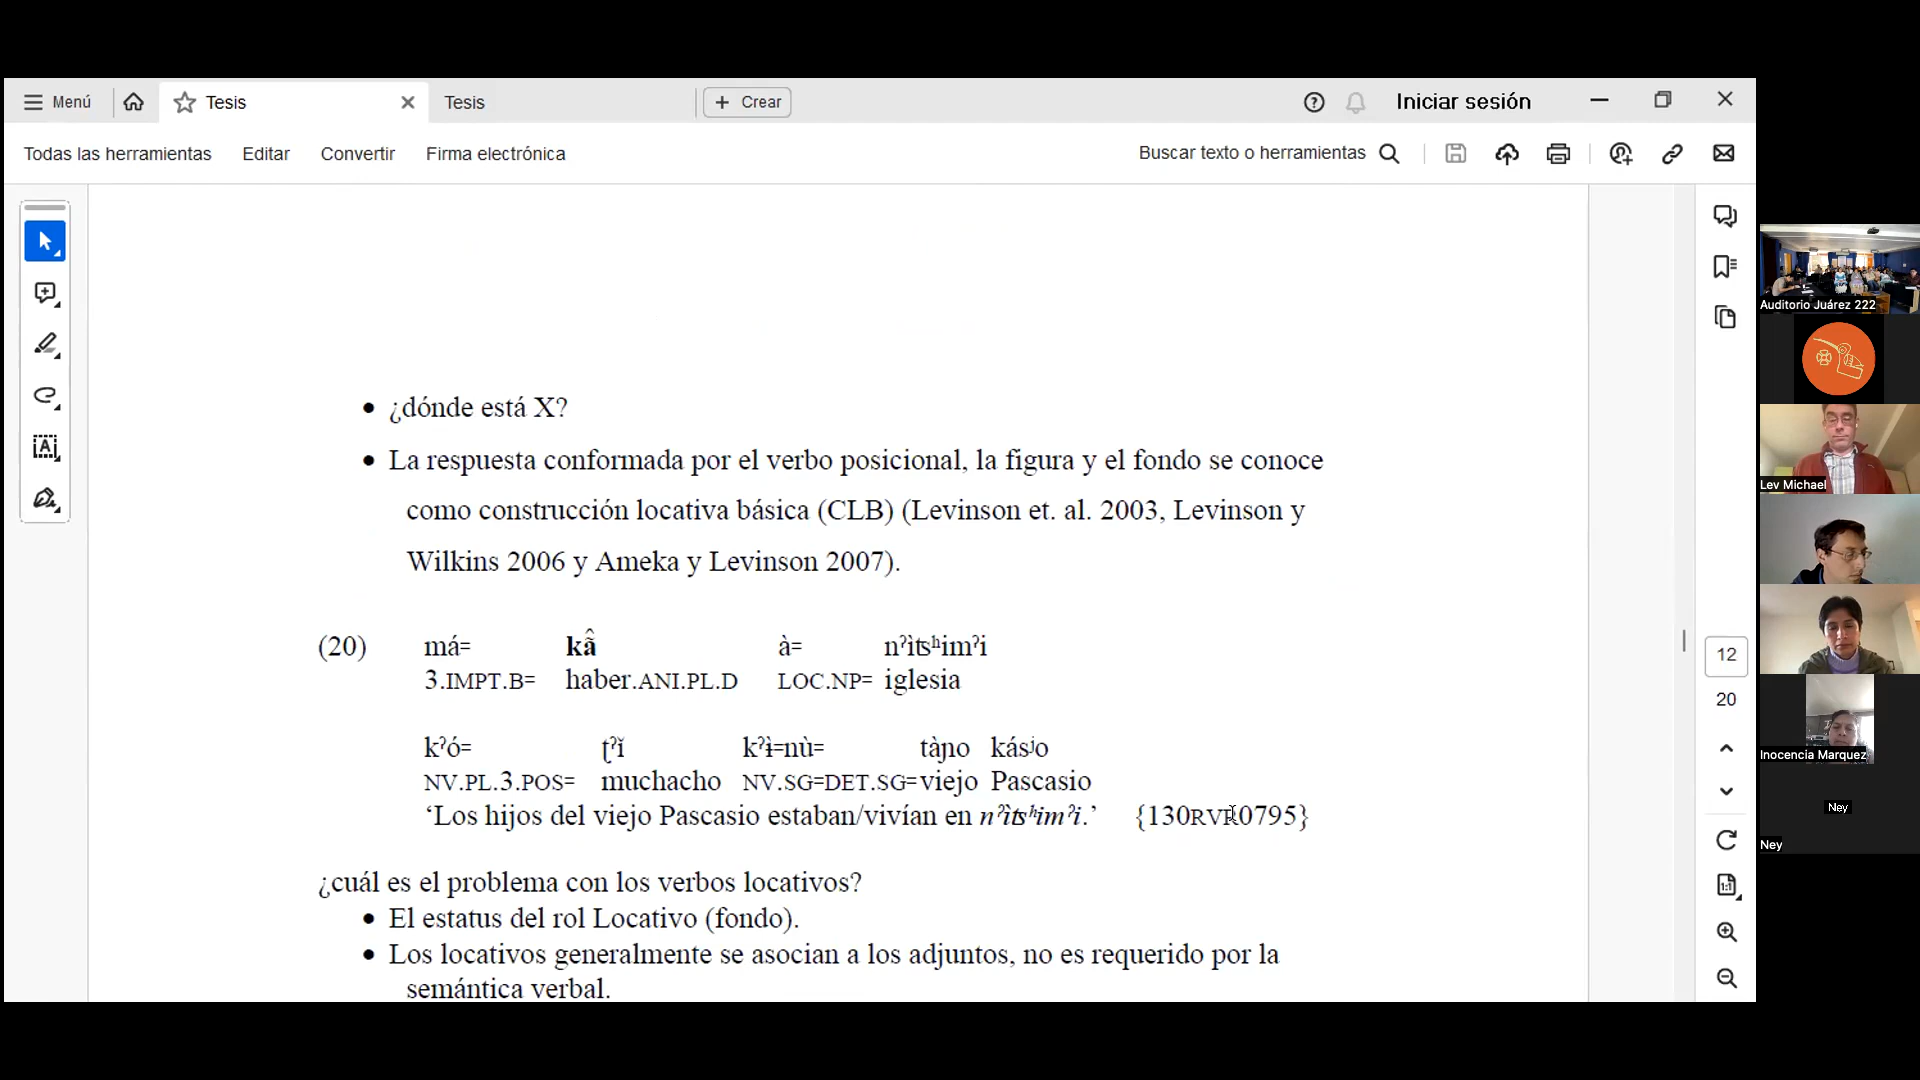 Menú
Tesis
Tesis
Crear
Iniciar sesión
Todas las herramientas
Editar
Convertir
Firma electrónica
Buscar texto o herramientas
• ¿dónde está X?
• La respuesta conformada por el verbo posicional, la figura y el fondo se conoce
como construcción locativa básica (CLB) (Levinson et. al. 2003, Levinson y
Wilkins 2006 y Ameka y Levinson 2007).
(20) má= kã̂ à= nˀìtsʰimˀi
3.IMPT.B= haber.ANI.PL.D LOC.NP= iglesia
kˀó= ʈˀĭ kˀɨ̀=nù= tàɲo kásʲo
NV.PL.3.POS= muchacho NV.SG=DET.SG= viejo Pascasio
‘Los hijos del viejo Pascasio estaban/vivían en nˀìtsʰimˀi.’ {130RVR0795}
¿cuál es el problema con los verbos locativos?
• El estatus del rol Locativo (fondo).
• Los locativos generalmente se asocian a los adjuntos, no es requerido por la
semántica verbal.
12
20
Auditorio Juárez 222
Lev Michael
Inocencia Marquez
Ney
Ney